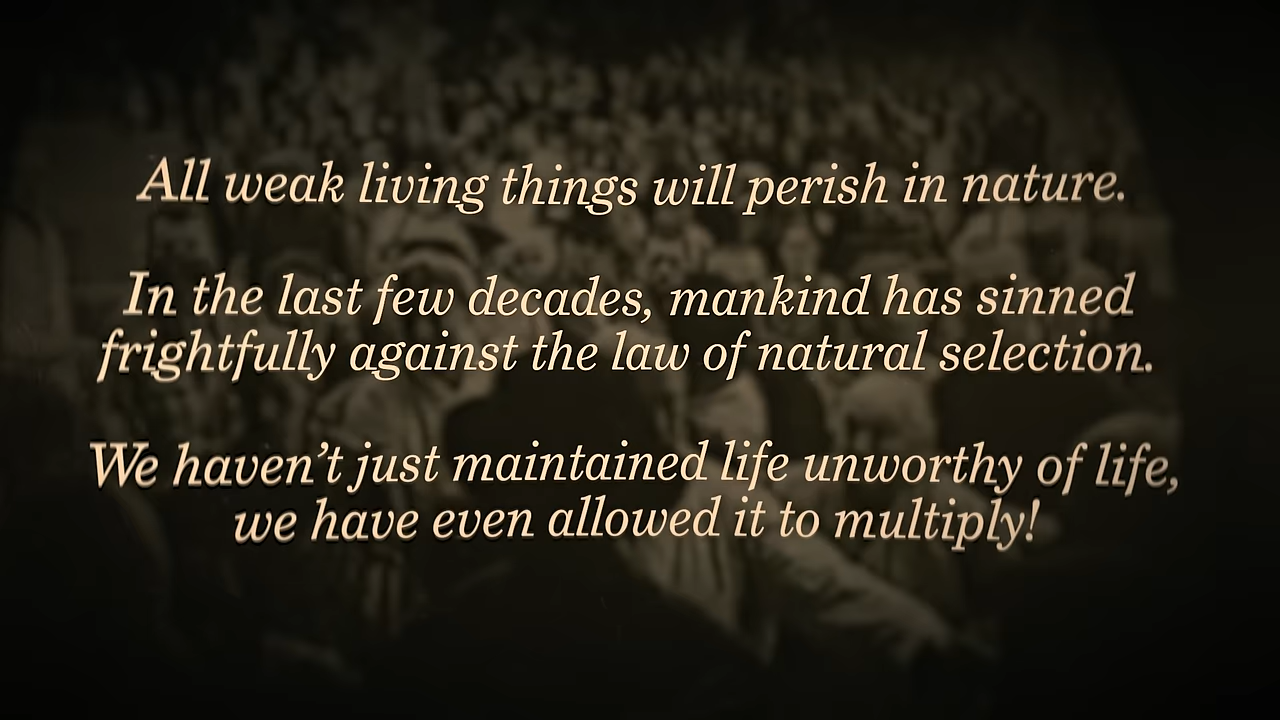 All weak living things will perish in nature.
In the last few decades, mankind has sinned
frightfully against the law of natural selection.
We haven't just maintained life unworthy of life,
we have even allowed it to multiply!